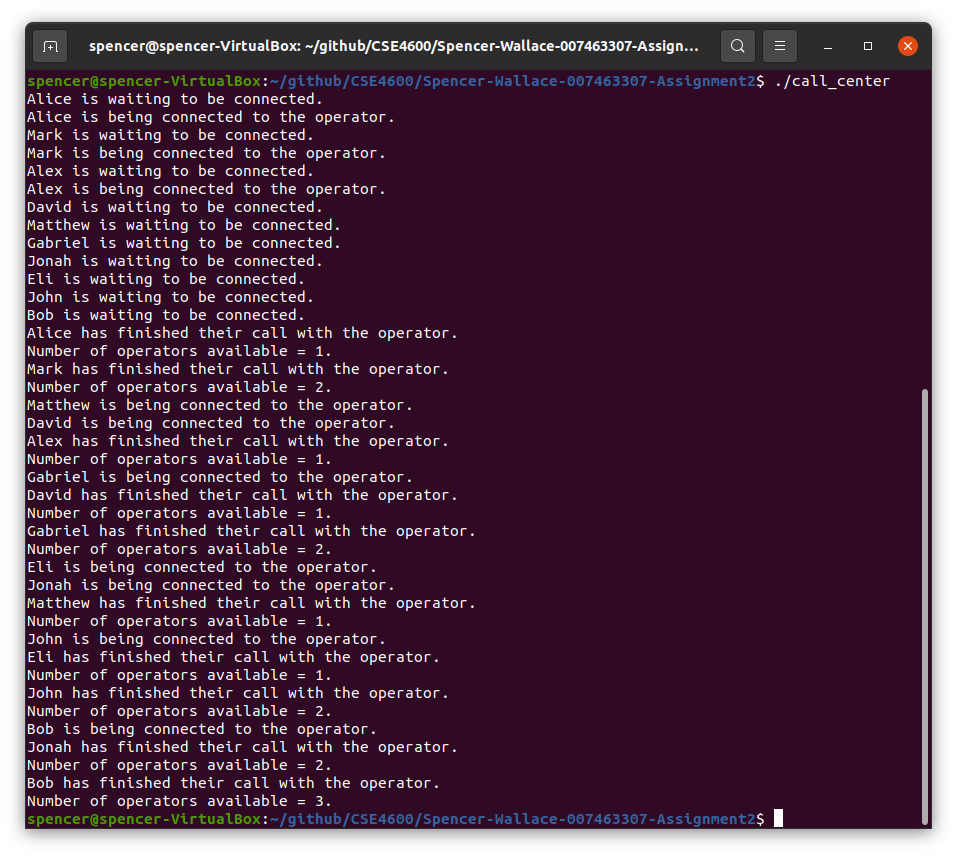 spencer@spencer-VirtualBox: ~/github/CSE4600/Spencer-Wallace-007463307-Assign...
spencer@spencer-VirtualBox:~/github/CSE4600/Spencer-Wallace-007463307-Assignment2$ ./call_center
Alice is waiting to be connected.
Alice is being connected to the operator.
Mark is waiting to be connected.
Mark is being connected to the operator.
Alex is waiting to be connected.
Alex is being connected to the operator.
David is waiting to be connected.
Matthew is waiting to be connected.
Gabriel is waiting to be connected.
Jonah is waiting to be connected.
Eli is waiting to be connected.
John is waiting to be connected.
Bob is waiting to be connected.
Alice has finished their call with the operator.
Number of operators available = 1.
Mark has finished their call with the operator.
Number of operators available = 2.
Matthew is being connected to the operator.
David is being connected to the operator.
Alex has finished their call with the operator.
Number of operators available = 1.
Gabriel is being connected to the operator.
David has finished their call with the operator.
Number of operators available = 1.
Gabriel has finished their call with the operator.
Number of operators available = 2.
Eli is being connected to the operator.
Jonah is being connected to the operator.
Matthew has finished their call with the operator.
Number of operators available = 1.
John is being connected to the operator.
Eli has finished their call with the operator.
Number of operators available = 1.
John has finished their call with the operator.
Number of operators available = 2.
Bob is being connected to the operator.
Jonah has finished their call with the operator.
Number of operators available = 2.
Bob has finished their call with the operator.
Number of operators available = 3.
spencer@spencer-VirtualBox:~/github/CSE4600/Spencer-Wallace-007463307-Assignment2$